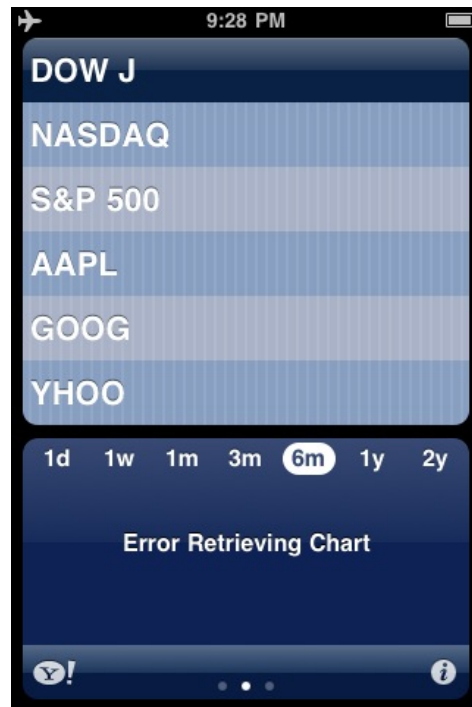 9:28 PM
DOW J
NASDAQ
S&P 500
AAPL
GOOG
YHOO
1d 1w 1m 3m 6m 1y 2y
Error Retrieving Chart
Y! i